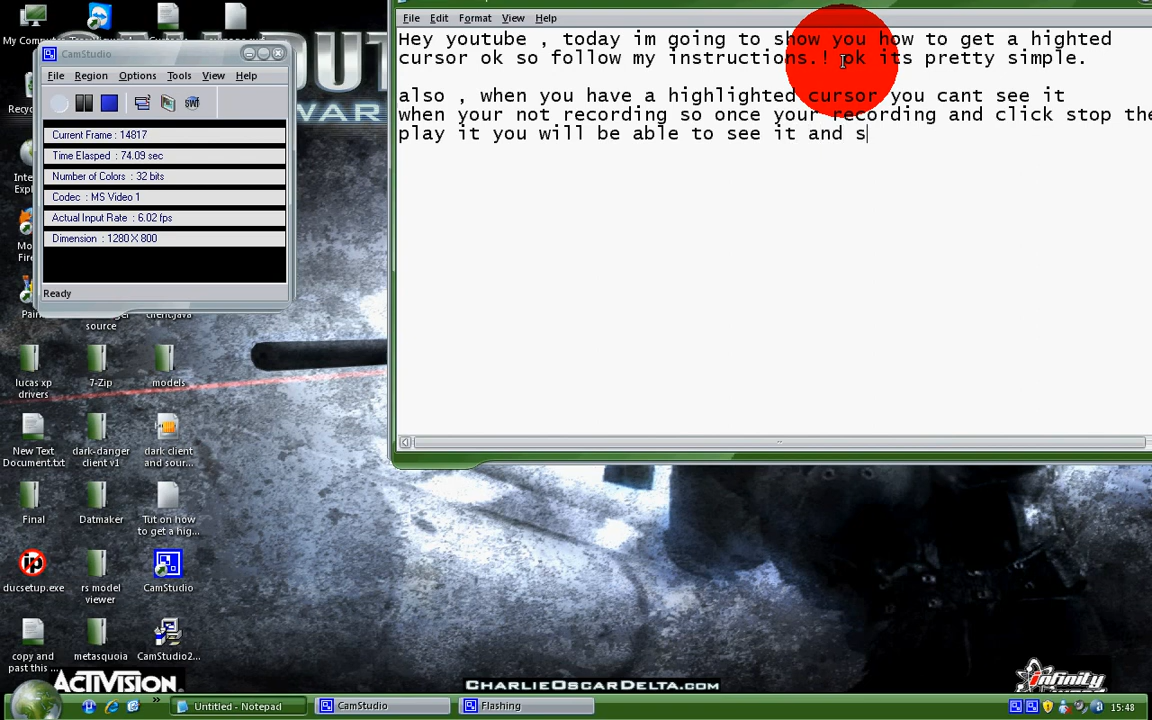 My Computer
CamStudio
File Region Options Tools View Help
SWF
Current Frame : 14817
Time Elasped : 74.09 sec
Number of Colors : 32 bits
Codec : MS Video 1
Actual Input Rate : 6.02 fps
Dimension : 1280 X 800
Ready
File Edit Format View Help
Hey youtube , today im going to show you how to get a highted
cursor ok so follow my instructions.! ok its pretty simple.
also , when you have a highlighted cursor you cant see it
when your not recording so once your recording and click stop the
play it you will be able to see it and s
source
client.java
lucas xp
drivers
7-Zip
models
New Text
Document.txt
dark-danger
client v1
dark client
and sour...
Final
Datmaker
Tut on how
to get a hig...
ducsetup.exe
rs model
viewer
CamStudio
copy and
past this ...
metasquoia
CamStudio2...
ACTIVISION
CHARLIEOSCARDELTA.COM
infinity
Untitled - Notepad
CamStudio
Flashing
15:48